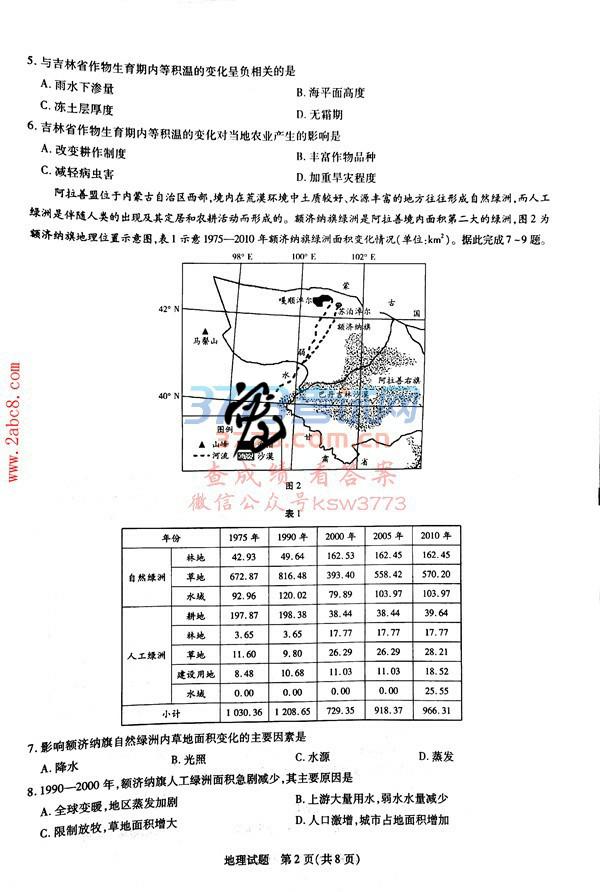 5. 与吉林省作物生育期内等积温的变化呈负相关的是
A. 雨水下渗量 B. 海平面高度
C. 冻土层厚度 D. 无霜期
6. 吉林省作物生育期内等积温的变化对当地农业产生的影响是
A. 改变耕作制度 B. 丰富作物品种
C. 减轻病虫害 D. 加重旱灾程度
阿拉善盟位于内蒙古自治区西部,境内在荒漠环境中土质较好、水源丰富的地方往往形成自然绿洲,而人工
绿洲是伴随人类的出现及其定居和农耕活动而形成的。额济纳旗绿洲是阿拉善境内面积第二大的绿洲,图2为
额济纳旗地理位置示意图,表1示意1975—2010年额济纳旗绿洲面积变化情况(单位:km²)。据此完成7~9题。
98° E 100° E 102° E
蒙
嘎顺淖尔 古
42° N 苏泊淖尔 国
额济纳旗
马鬃山
弱
水
阿拉善右旗
40° N 巴丹吉林沙漠
3773考试网
图例 3773.com.cn
甘
山峰
河流 沙漠 肃 省
查成绩 看答案
图2
微信公众号ksw3773
表1
www.2abc8.com
年份 1975年 1990年 2000年 2005年 2010年
自然绿洲 林地 42.93 49.64 162.53 162.45 162.45
草地 672.87 816.48 393.40 558.42 570.20
水域 92.96 120.02 79.89 103.97 103.97
人工绿洲 耕地 197.87 198.38 38.44 38.44 39.64
林地 3.65 3.65 17.77 17.77 17.77
草地 11.60 9.80 26.29 26.29 28.21
建设用地 8.48 10.68 11.03 11.03 18.52
水域 0.00 0.00 0.00 0.00 25.55
小计 1 030.36 1 208.65 729.35 918.37 966.31
7. 影响额济纳旗自然绿洲内草地面积变化的主要因素是
A. 降水 B. 光照 C. 水源 D. 蒸发
8. 1990—2000年,额济纳旗人工绿洲面积急剧减少,其主要原因是
A. 全球变暖,地区蒸发加剧 B. 上游大量用水,弱水水量减少
C. 限制放牧,草地面积增大 D. 人口激增,城市占地面积增加
地理试题 第2页(共8页)